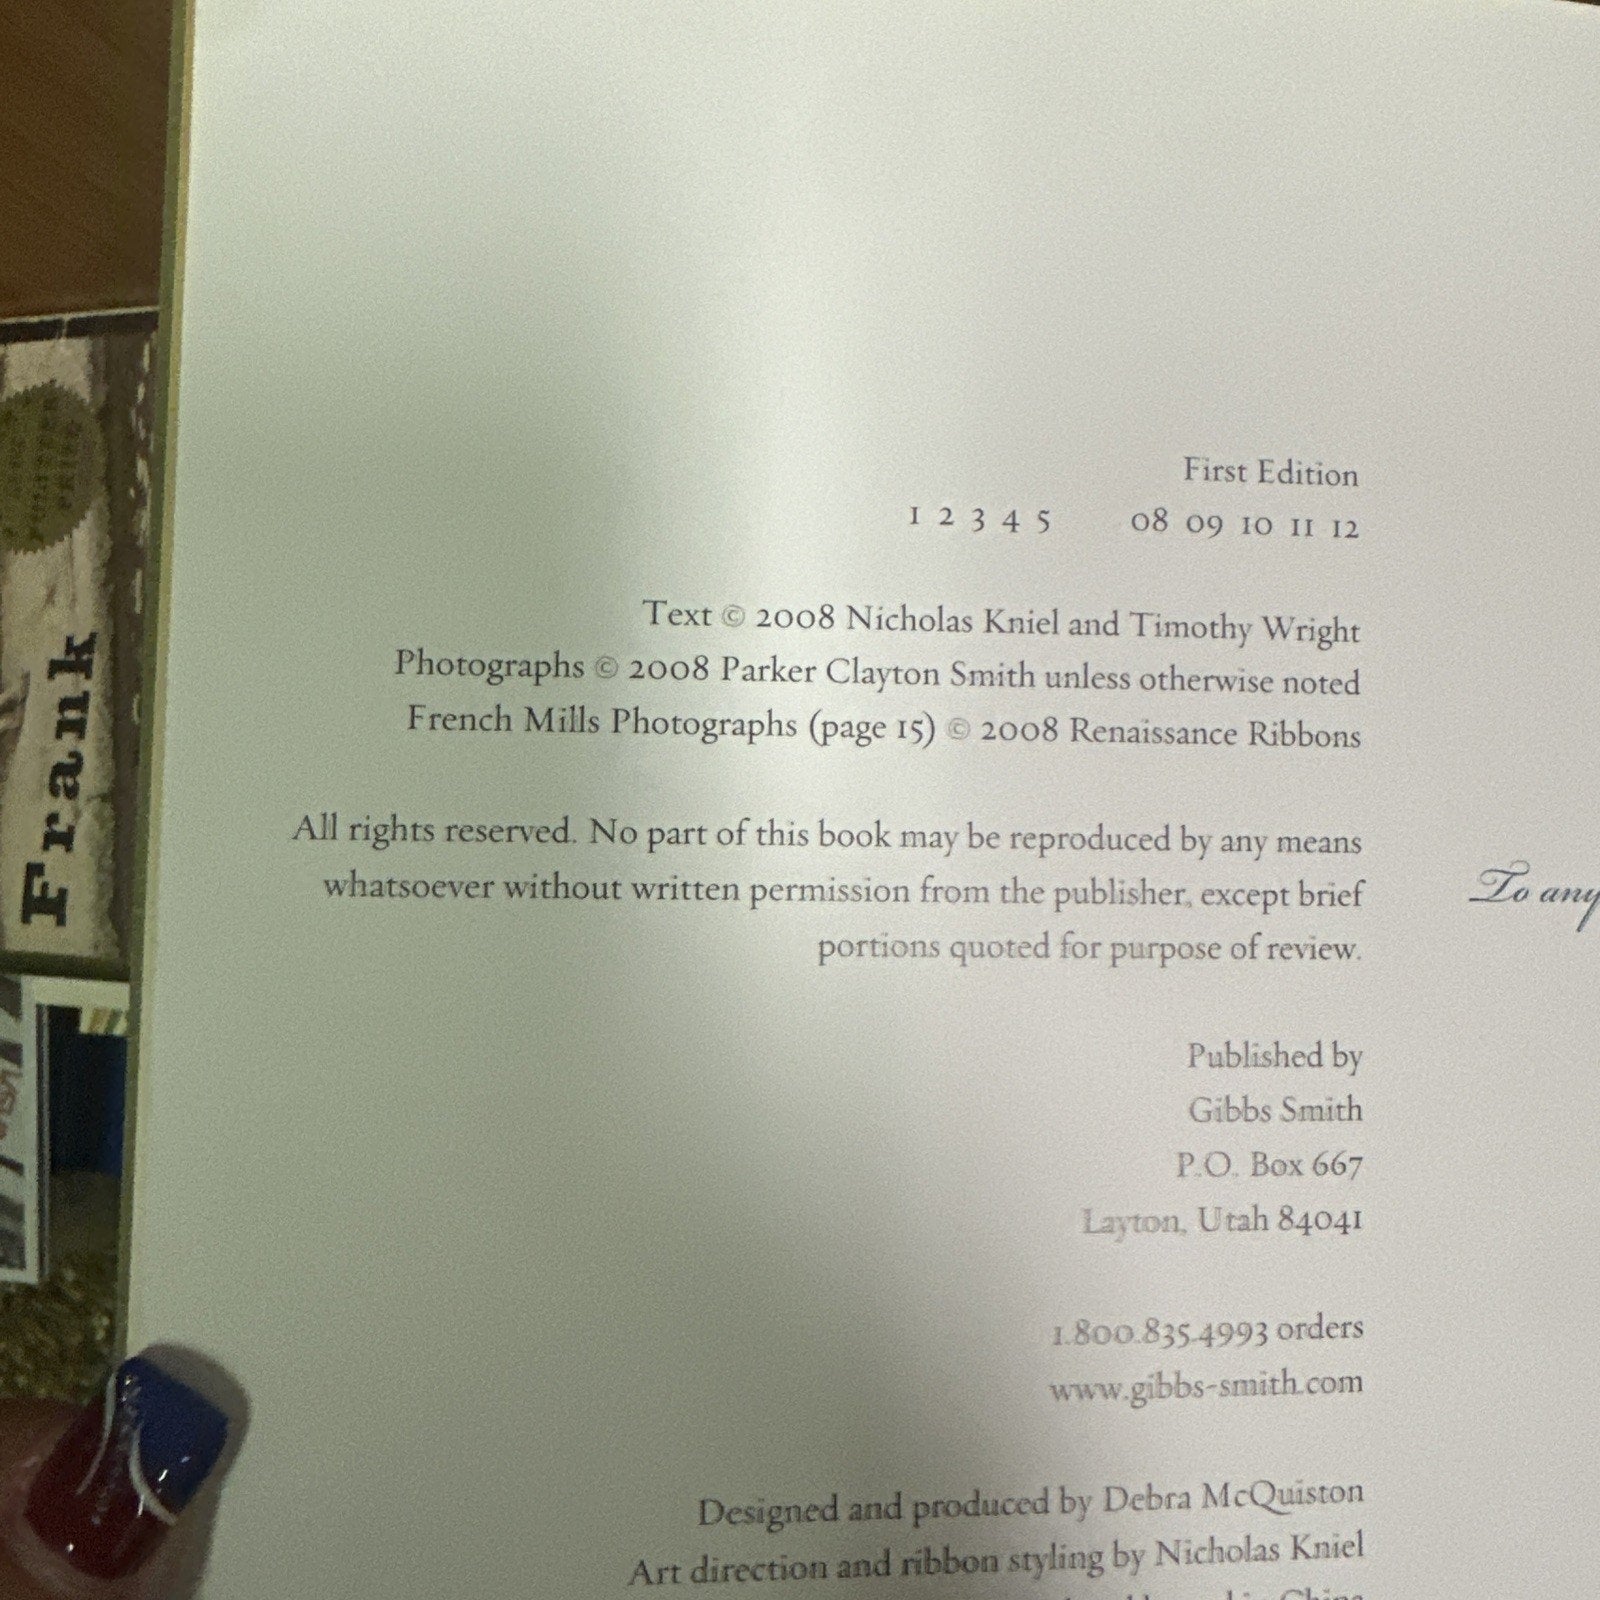 First Edition
1 2 3 4 5 08 09 10 11 12
Text © 2008 Nicholas Kniel and Timothy Wright
Photographs © 2008 Parker Clayton Smith unless otherwise noted
French Mills Photographs (page 15) © 2008 Renaissance Ribbons
All rights reserved. No part of this book may be reproduced by any means
whatsoever without written permission from the publisher, except brief
portions quoted for purpose of review.
Published by
Gibbs Smith
P.O. Box 667
Layton, Utah 84041
1.800.835.4993 orders
www.gibbs-smith.com
Designed and produced by Debra McQuiston
Art direction and ribbon styling by Nicholas Kniel
China
To any
Frank